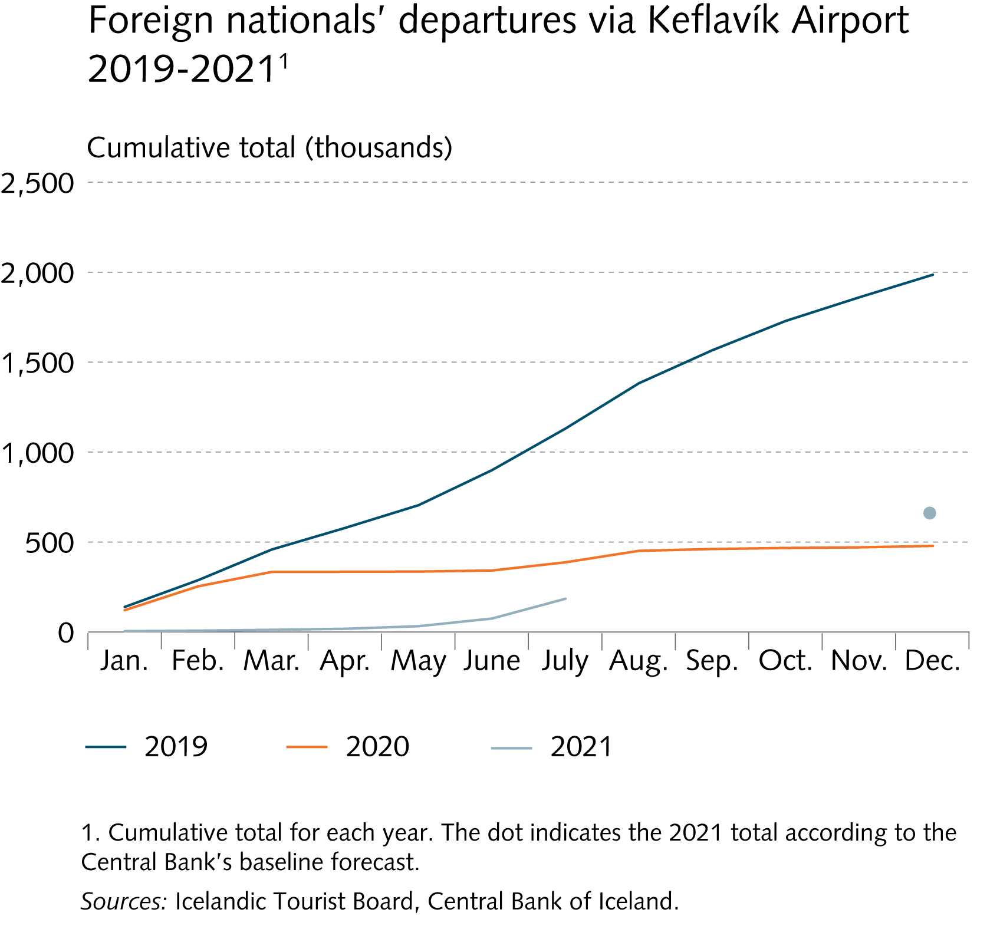 Foreign nationals' departures via Keflavík Airport
2019-2021¹
Cumulative total (thousands)
2,500
2,000
1,500
1,000
500
0
Jan. Feb. Mar. Apr. May June July Aug. Sep. Oct. Nov. Dec.
2019 2020 2021
1. Cumulative total for each year. The dot indicates the 2021 total according to the
Central Bank's baseline forecast.
Sources: Icelandic Tourist Board, Central Bank of Iceland.